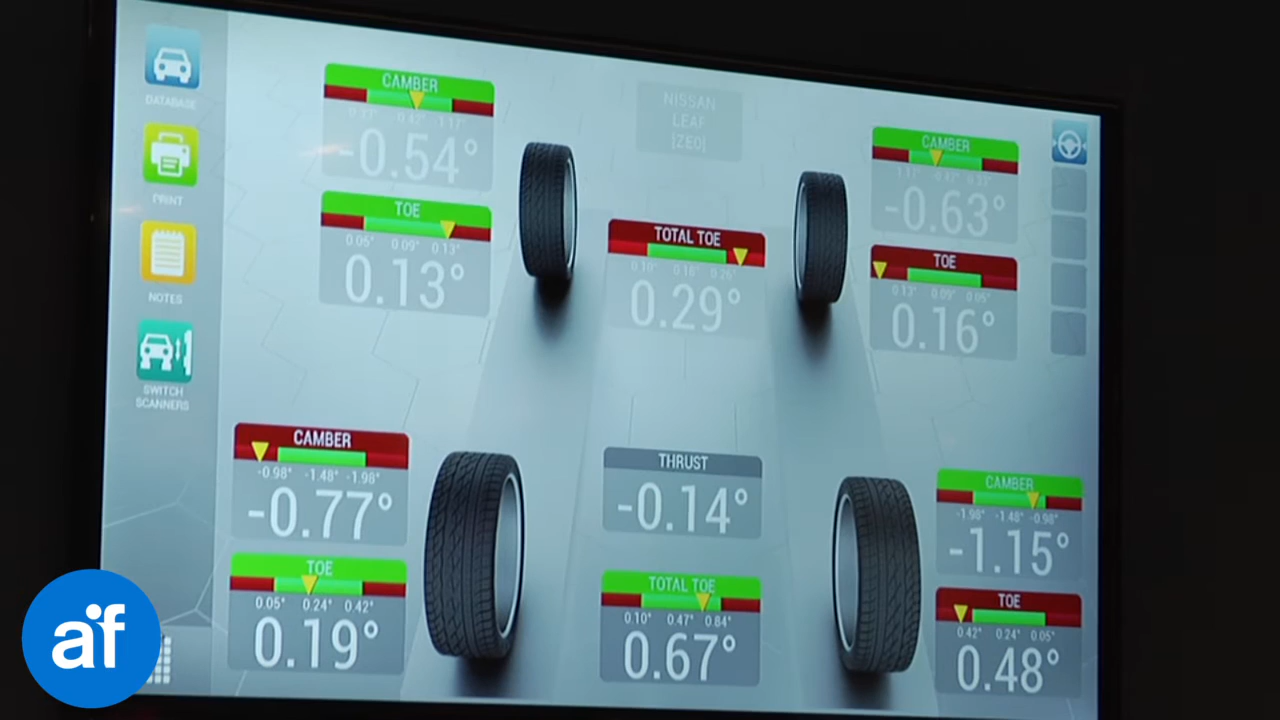 DATABASE
PRINT
NOTES
SWITCH
SCANNERS
CAMBER
-0.54°
TOE
0.05° 0.09° 0.13°
0.13°
NISSAN
LEAF
TOTAL TOE
0.10° 0.18° 0.26°
0.29°
CAMBER
-0.63°
TOE
0.13° 0.09° 0.05°
0.16°
CAMBER
-0.98° -1.48° -1.98°
-0.77°
TOE
0.05° 0.24° 0.42°
0.19°
THRUST
-0.14°
TOTAL TOE
0.10° 0.47° 0.84°
0.67°
CAMBER
-1.98° -1.48° -0.98°
-1.15°
TOE
0.42° 0.24° 0.05°
0.48°
af